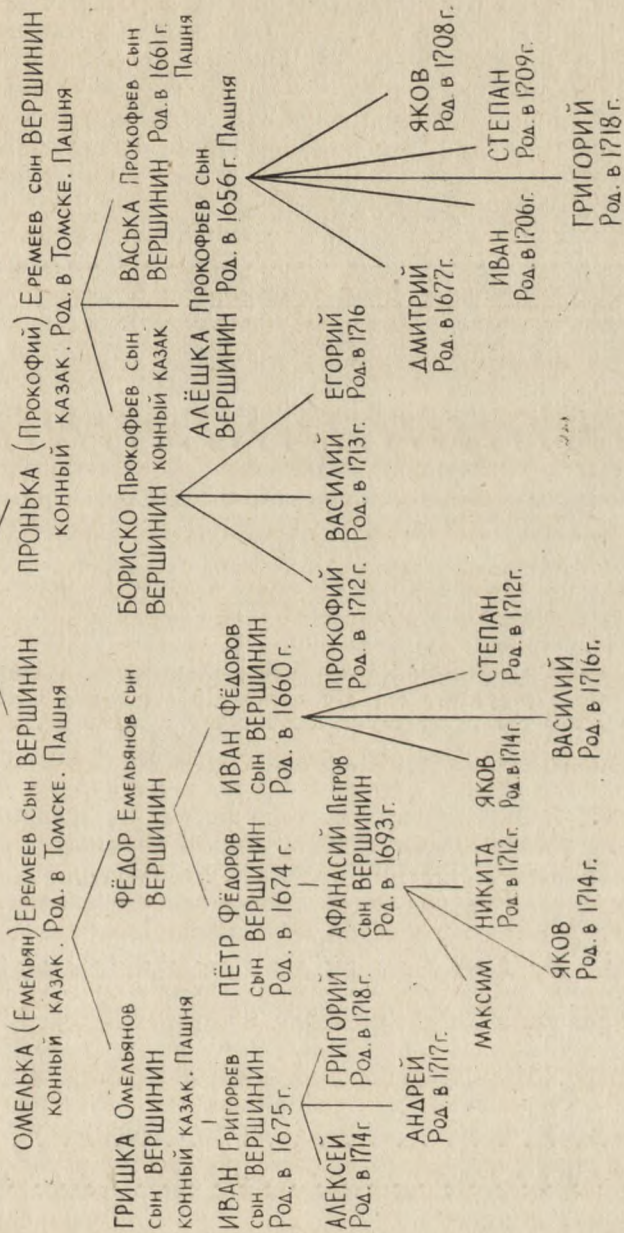 ОМЕЛЬКА (Емельян) Еремеев сын ВЕРШИНИН
конный казак. Род. в Томске. Пашня
ПРОНЬКА (Прокофий) Еремеев сын ВЕРШИНИН
конный казак. Род. в Томске. Пашня
ГРИШКА Омельянов
сын ВЕРШИНИН
конный казак. Пашня
ФЁДОР Емельянов сын
ВЕРШИНИН
БОРИСКО Прокофьев сын
ВЕРШИНИН конный казак
ВАСЬКА Прокофьев сын
ВЕРШИНИН Род. в 1661 г.
Пашня
АЛЁШКА Прокофьев сын
ВЕРШИНИН Род. в 1656 г. Пашня
ИВАН Григорьев
сын ВЕРШИНИН
Род. в 1675 г.
ПЁТР Фёдоров
сын ВЕРШИНИН
Род. в 1674 г.
ИВАН Фёдоров
сын ВЕРШИНИН
Род. в 1660 г.
АЛЕКСЕЙ
Род. в 1714 г.
ГРИГОРИЙ
Род. в 1718 г.
АНДРЕЙ
Род. в 1717 г.
АФАНАСИЙ Петров
сын ВЕРШИНИН
Род. в 1693 г.
МАКСИМ
НИКИТА
Род. в 1712 г.
ЯКОВ
Род. в 1714 г.
ЯКОВ
Род. в 1714 г
СТЕПАН
Род. в 1712 г.
ВАСИЛИЙ
Род. в 1716 г.
ПРОКОФИЙ
Род. в 1712 г.
ВАСИЛИЙ
Род. в 1713 г.
ЕГОРИЙ
Род. в 1716
ДМИТРИЙ
Род. в 1677 г.
ИВАН
Род. в 1706 г.
ЯКОВ
Род. в 1708 г.
СТЕПАН
Род. в 1709 г.
ГРИГОРИЙ
Род. в 1718 г.